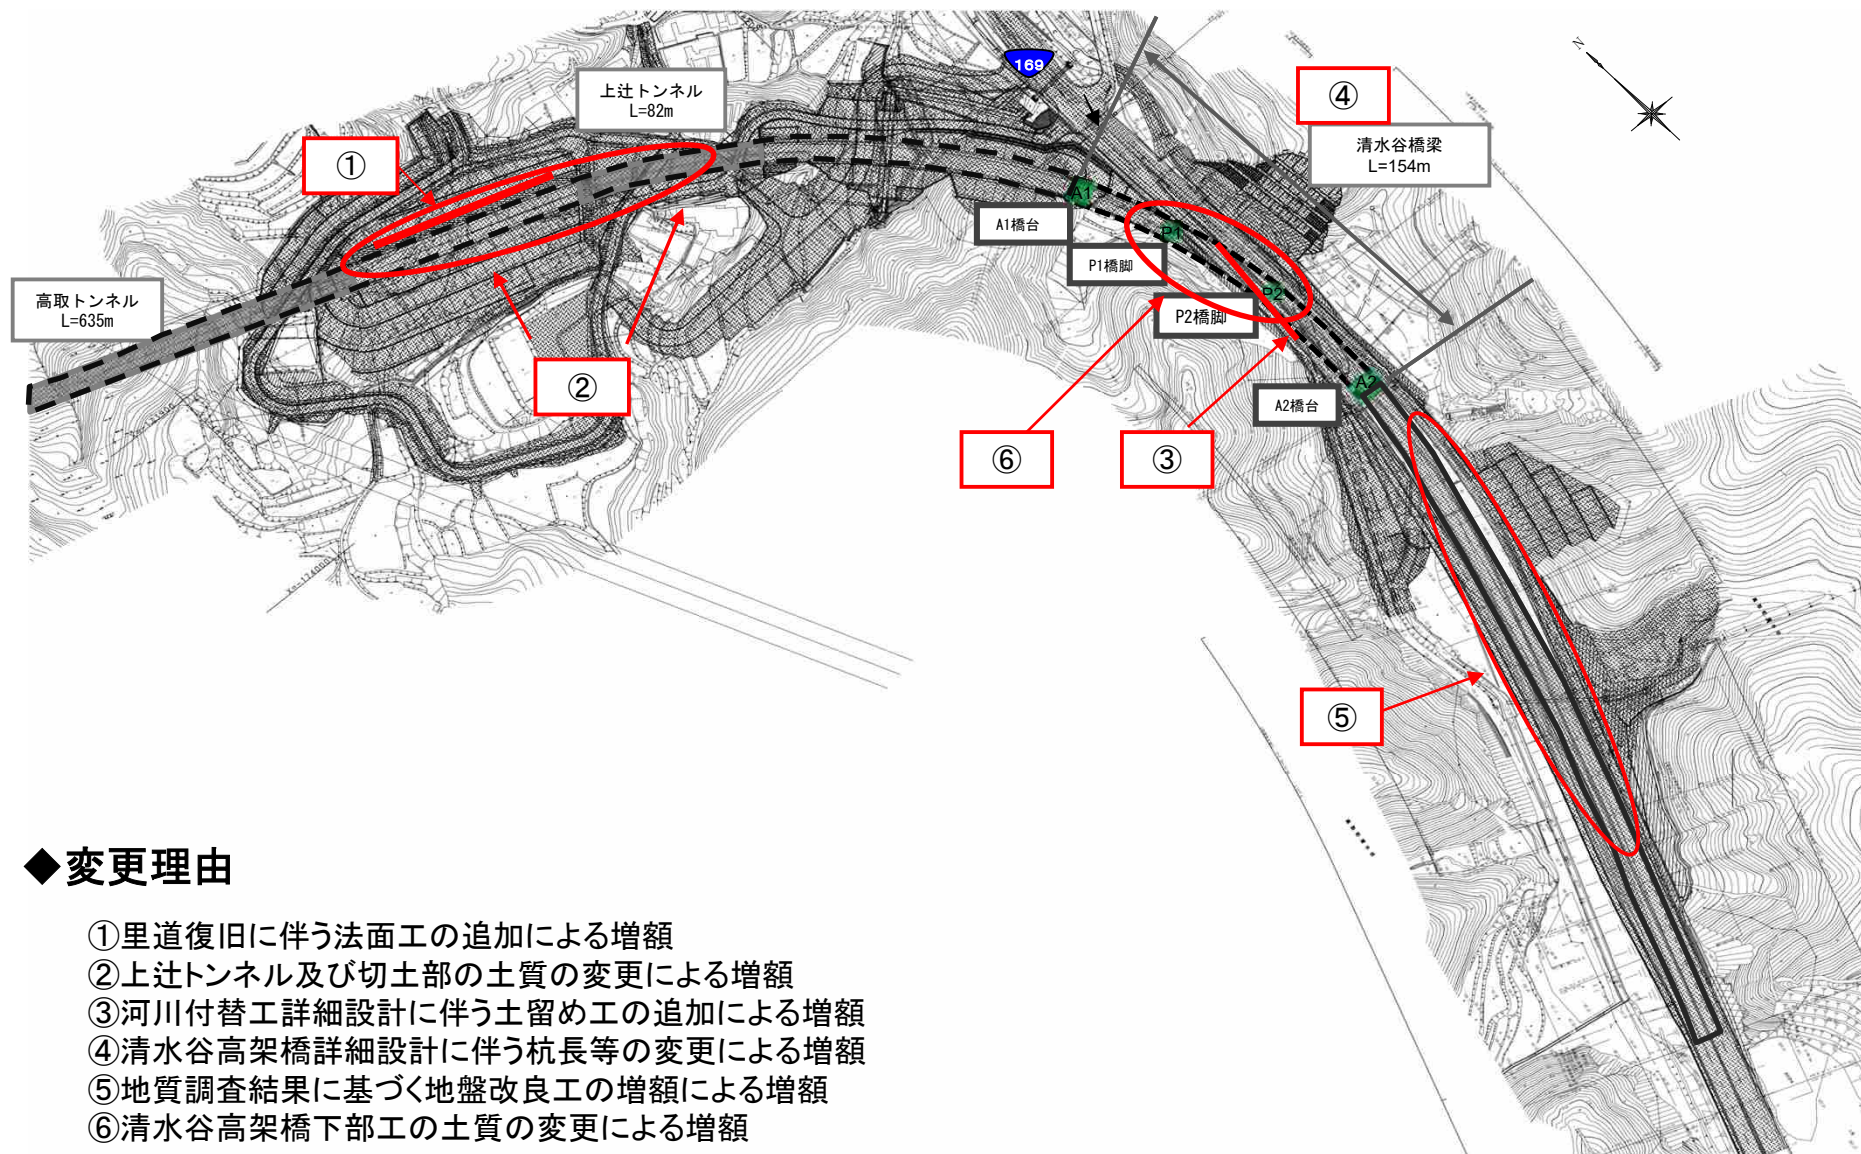 169
上辻トンネル
L=82m
④
清水谷橋梁
L=154m
①
A1
A1橋台
P1
P1橋脚
P2
P2橋脚
高取トンネル
L=635m
②
A2
A2橋台
⑥
③
⑤
N
◆変更理由
①里道復旧に伴う法面工の追加による増額
②上辻トンネル及び切土部の土質の変更による増額
③河川付替工詳細設計に伴う土留め工の追加による増額
④清水谷高架橋詳細設計に伴う杭長等の変更による増額
⑤地質調査結果に基づく地盤改良工の増額による増額
⑥清水谷高架橋下部工の土質の変更による増額